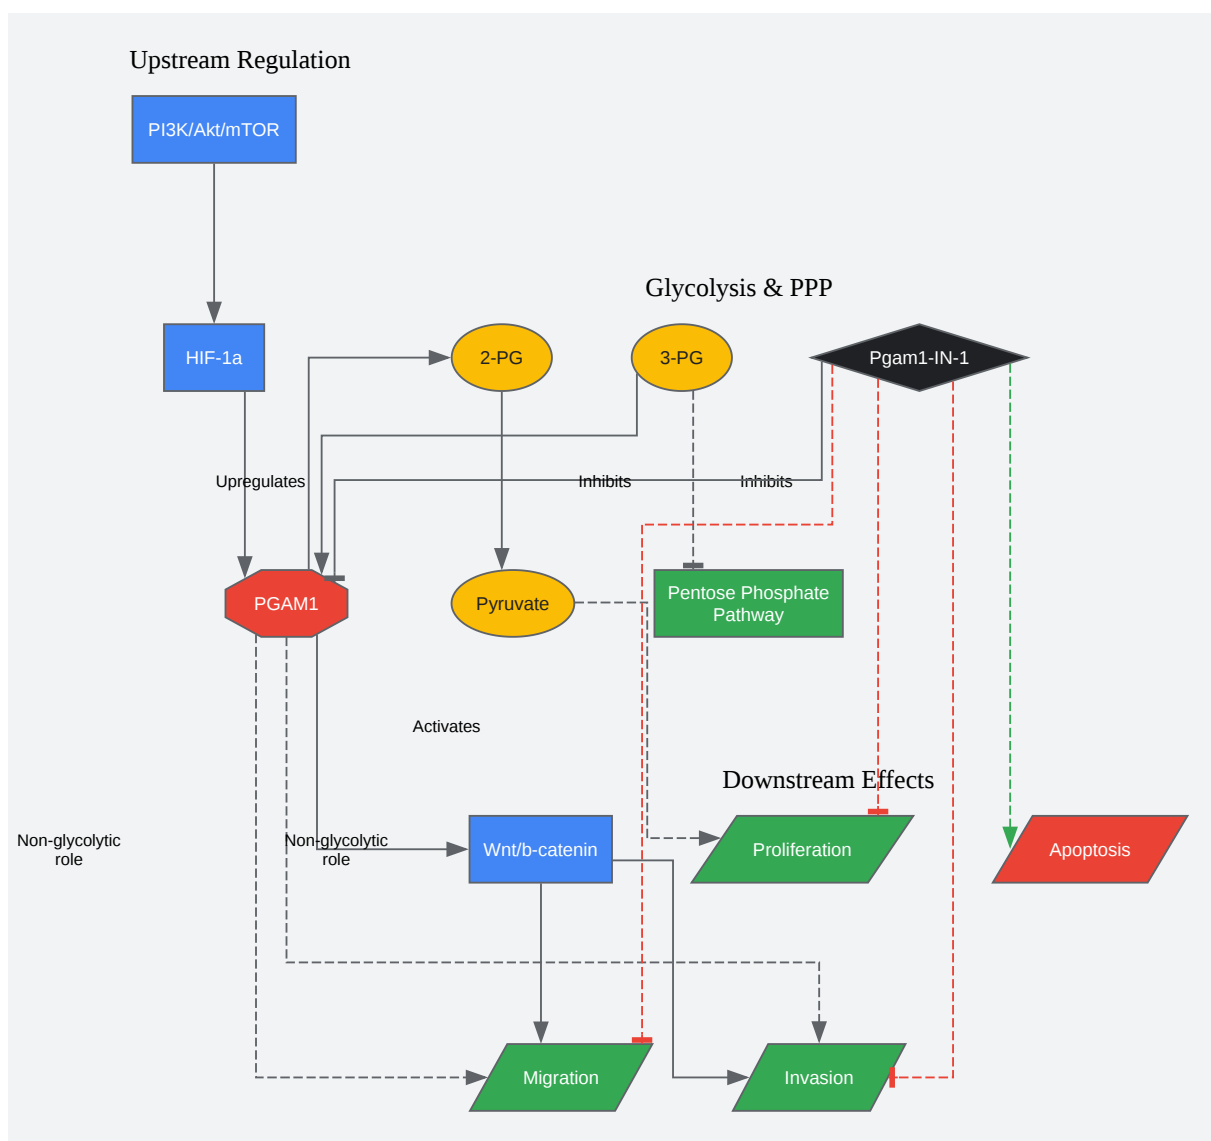 Upstream Regulation
PI3K/Akt/mTOR
Glycolysis & PPP
HIF-1a
2-PG
3-PG
Pgam1-IN-1
Upregulates
Inhibits
Inhibits
PGAM1
Pyruvate
Pentose Phosphate
Pathway
Activates
Downstream Effects
Non-glycolytic
role
Non-glycolytic
role
Wnt/b-catenin
Proliferation
Apoptosis
Migration
Invasion